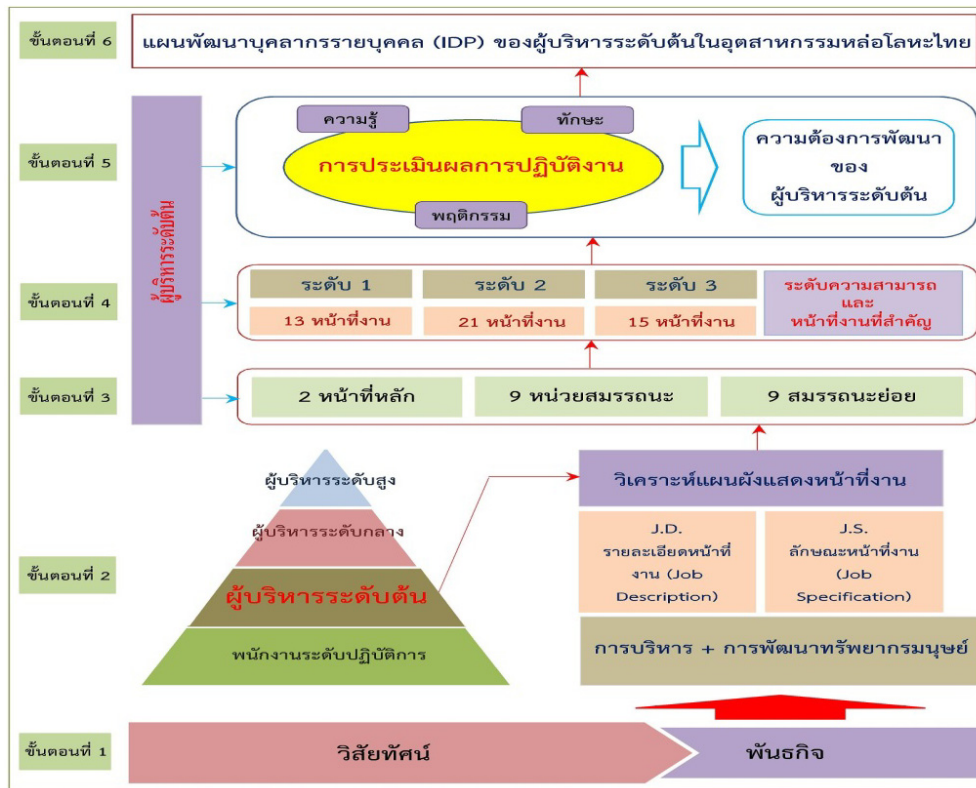 ขั้นตอนที่ 6
แผนพัฒนาบุคลากรรายบุคคล (IDP) ของผู้บริหารระดับต้นในอุตสาหกรรมหล่อโลหะไทย
ผู้บริหารระดับต้น
ขั้นตอนที่ 5
ความรู้
ทักษะ
การประเมินผลการปฏิบัติงาน
พฤติกรรม
ความต้องการพัฒนา
ของ
ผู้บริหารระดับต้น
ขั้นตอนที่ 4
ระดับ 1
ระดับ 2
ระดับ 3
13 หน้าที่งาน
21 หน้าที่งาน
15 หน้าที่งาน
ระดับความสามารถ
และ
หน้าที่งานที่สำคัญ
ขั้นตอนที่ 3
2 หน้าที่หลัก
9 หน่วยสมรรถนะ
9 สมรรถนะย่อย
ขั้นตอนที่ 2
ผู้บริหารระดับสูง
ผู้บริหารระดับกลาง
ผู้บริหารระดับต้น
พนักงานระดับปฏิบัติการ
วิเคราะห์แผนผังแสดงหน้าที่งาน
J.D.
รายละเอียดหน้าที่
งาน (Job
Description)
J.S.
ลักษณะหน้าที่งาน
(Job
Specification)
การบริหาร + การพัฒนาทรัพยากรมนุษย์
ขั้นตอนที่ 1
วิสัยทัศน์
พันธกิจ